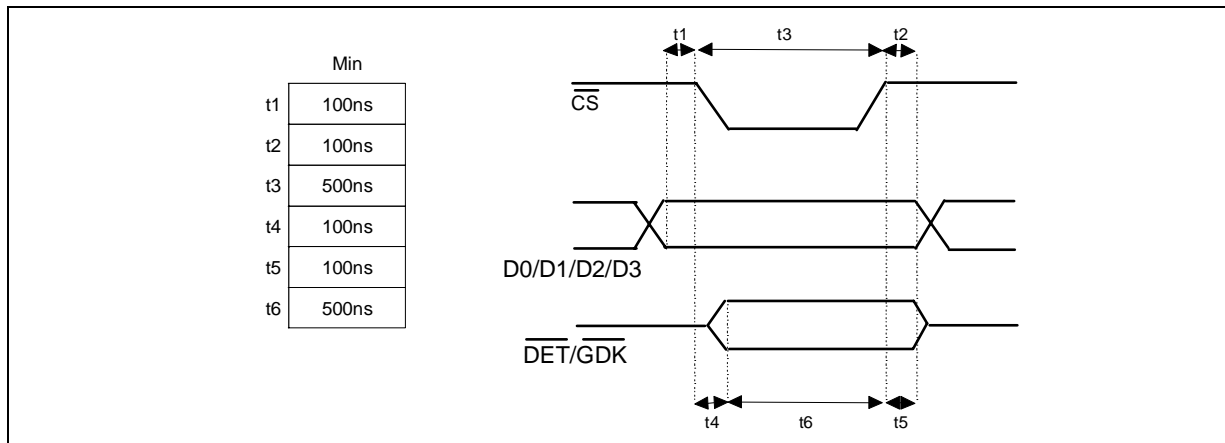 Min
t1 100ns
t2 100ns
t3 500ns
t4 100ns
t5 100ns
t6 500ns
t1 t3 t2
CS
D0/D1/D2/D3
DET/GDK
t4 t6 t5